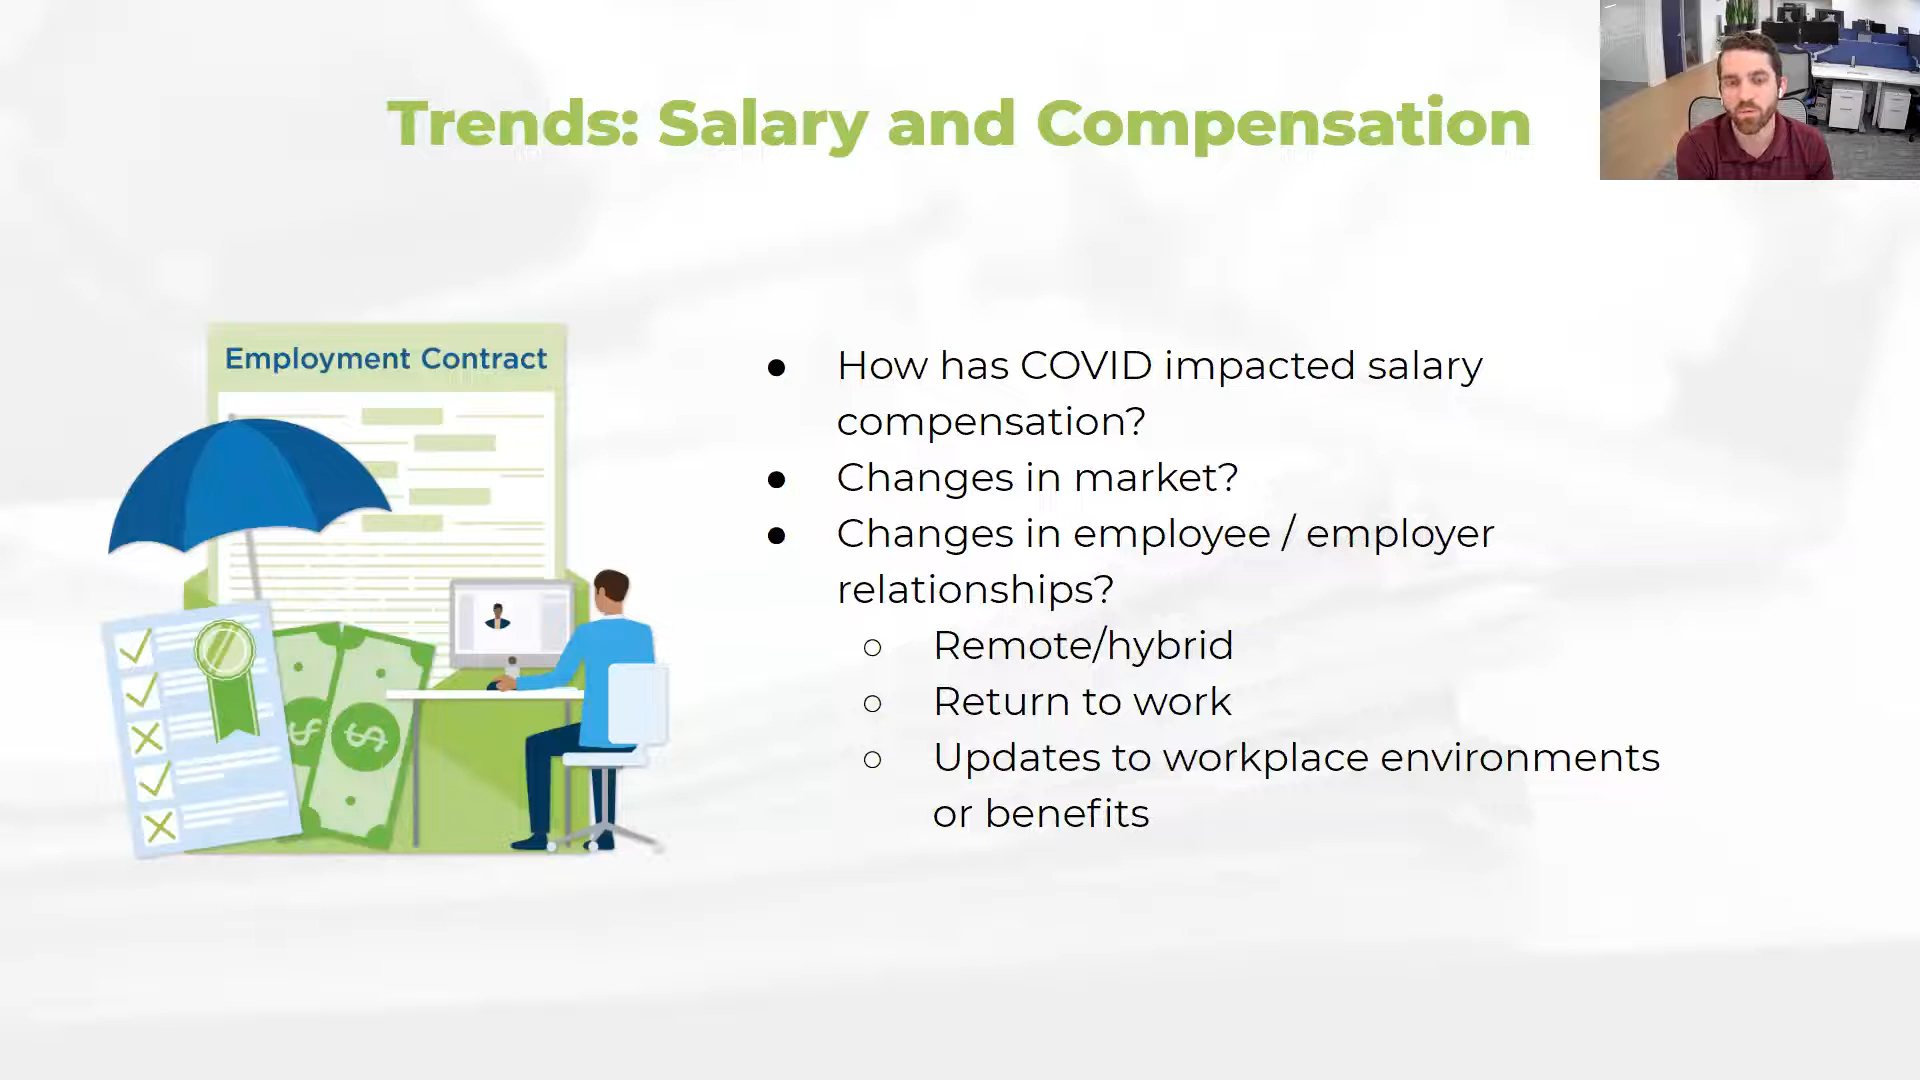 Trends: Salary and Compensation
Employment Contract
● How has COVID impacted salary
compensation?
● Changes in market?
● Changes in employee / employer
relationships?
○ Remote/hybrid
○ Return to work
○ Updates to workplace environments
or benefits